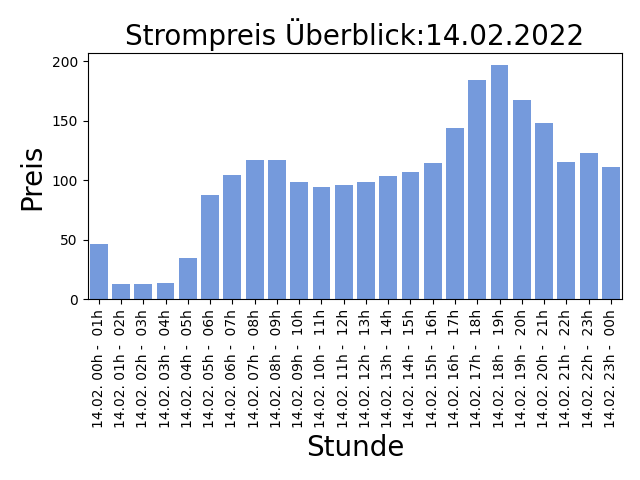 Strompreis Überblick:14.02.2022
Preis
200
150
100
50
0
14.02. 00h -  01h
14.02. 01h -  02h
14.02. 02h -  03h
14.02. 03h -  04h
14.02. 04h -  05h
14.02. 05h -  06h
14.02. 06h -  07h
14.02. 07h -  08h
14.02. 08h -  09h
14.02. 09h -  10h
14.02. 10h -  11h
14.02. 11h -  12h
14.02. 12h -  13h
14.02. 13h -  14h
14.02. 14h -  15h
14.02. 15h -  16h
14.02. 16h -  17h
14.02. 17h -  18h
14.02. 18h -  19h
14.02. 19h -  20h
14.02. 20h -  21h
14.02. 21h -  22h
14.02. 22h -  23h
14.02. 23h -  00h
Stunde